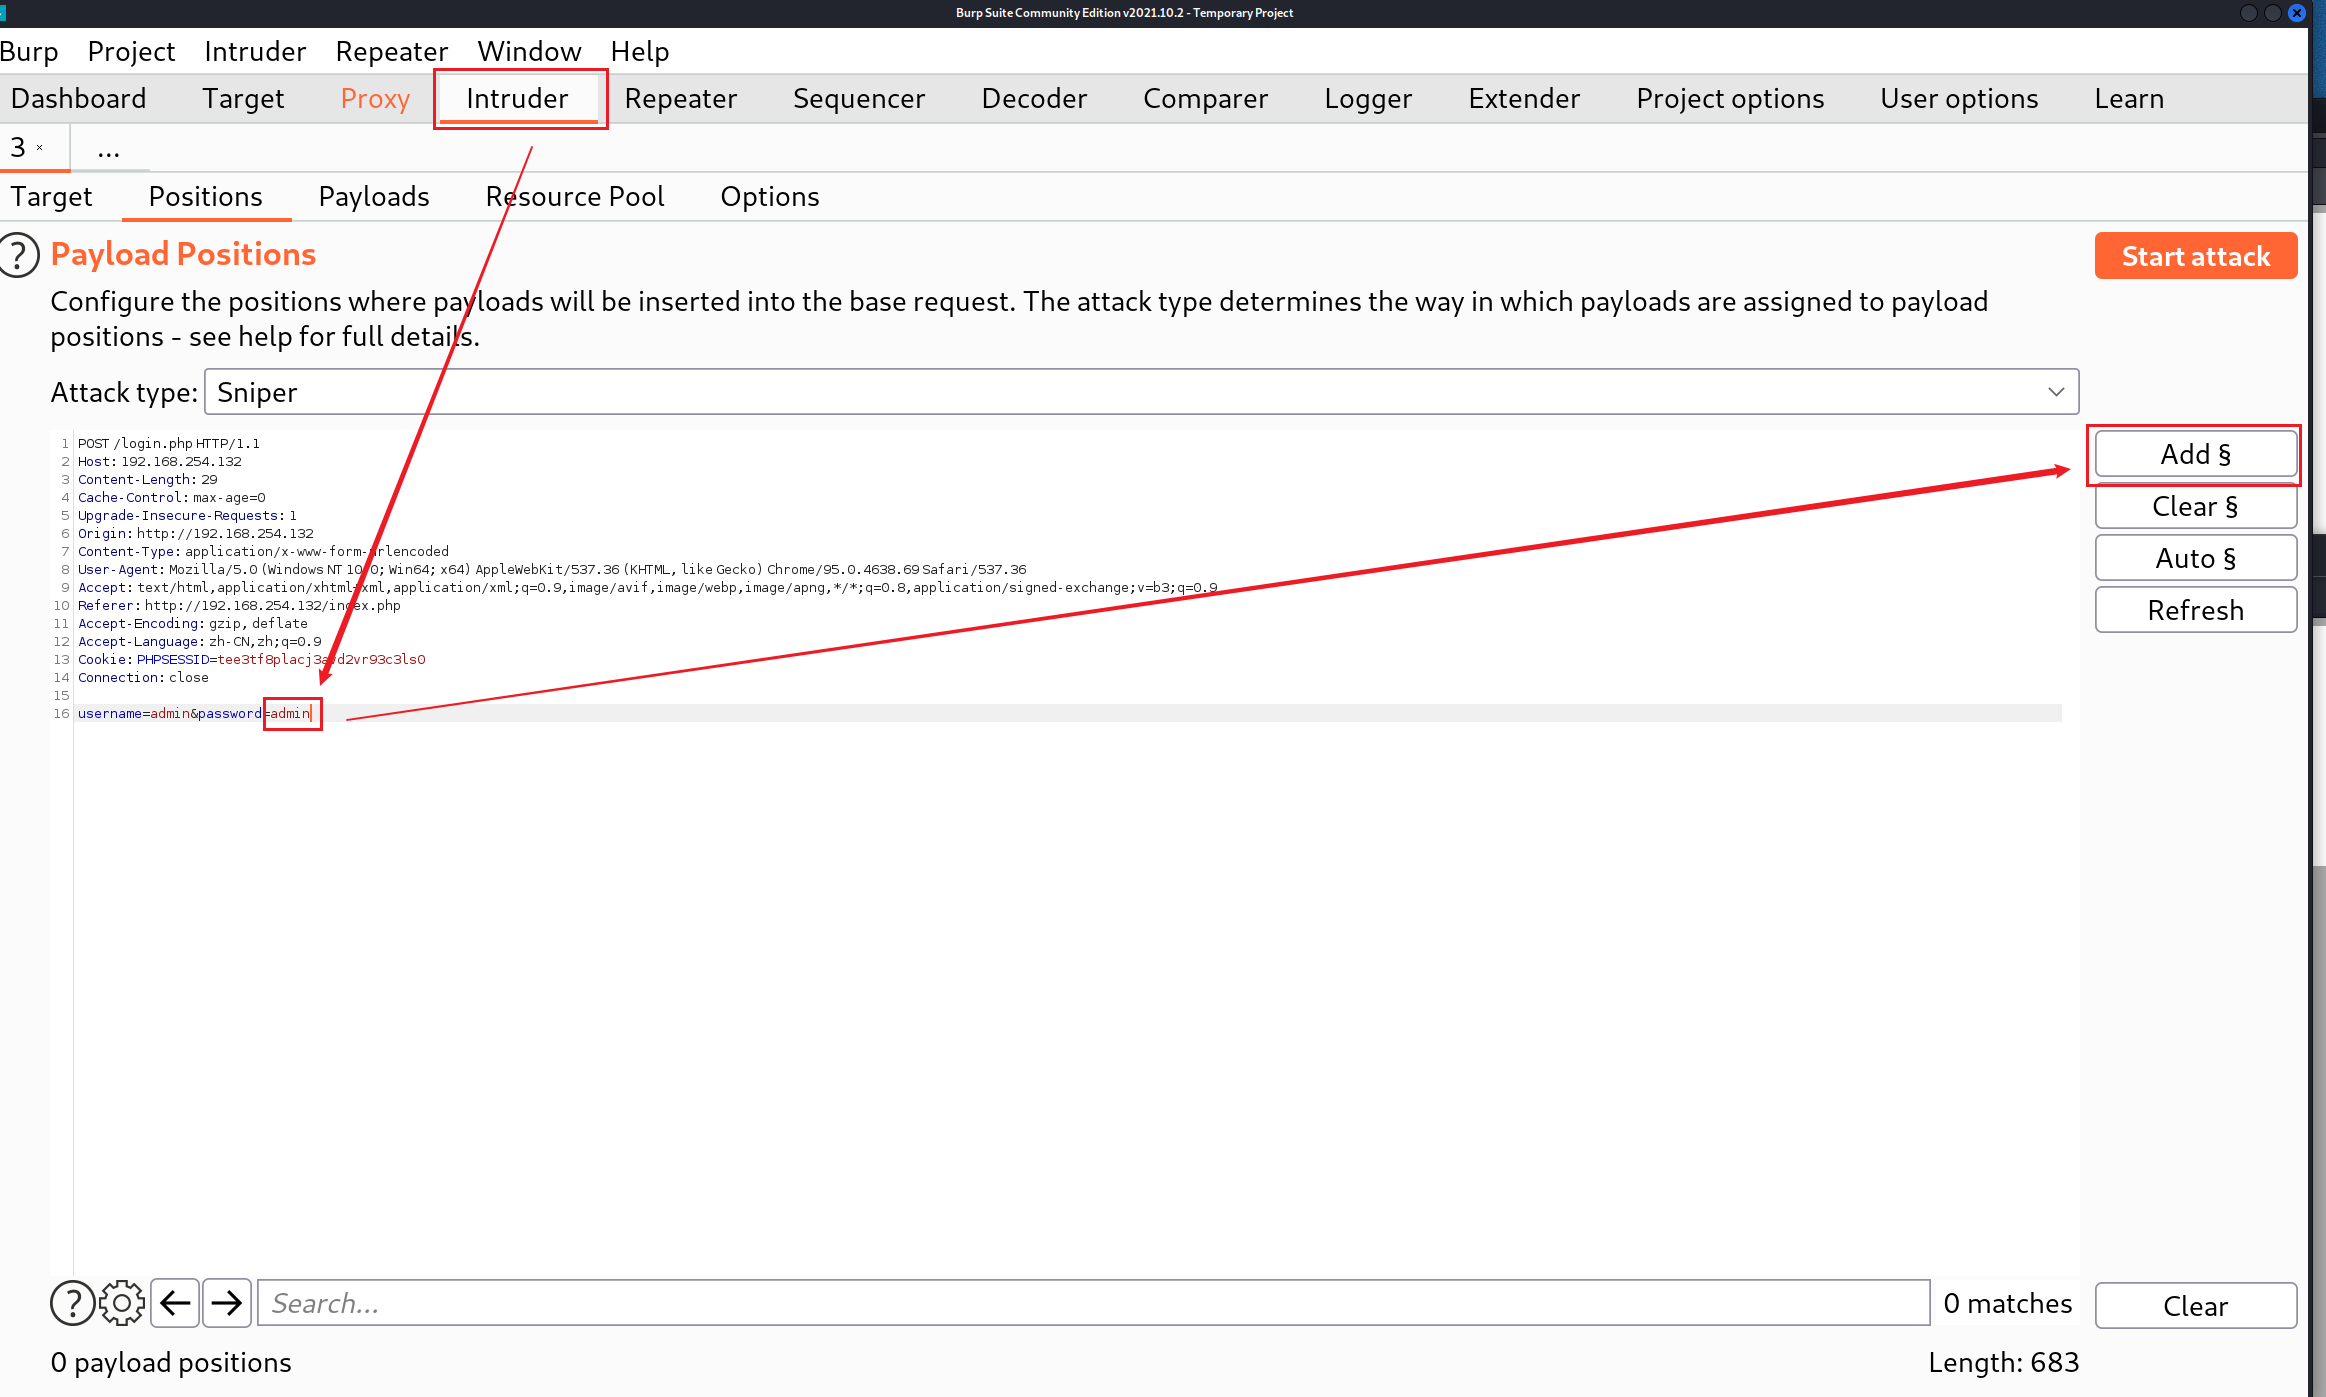 Burp Suite Community Edition v2021.10.2 - Temporary Project
Burp Project Intruder Repeater Window Help
Dashboard Target Proxy Intruder Repeater Sequencer Decoder Comparer Logger Extender Project options User options Learn
3 × ...
Target Positions Payloads Resource Pool Options
? Payload Positions
Start attack
Configure the positions where payloads will be inserted into the base request. The attack type determines the way in which payloads are assigned to payload
positions - see help for full details.
Attack type: Sniper
Add §
Clear §
Auto §
Refresh
1 POST /login.php HTTP/1.1
2 Host: 192.168.254.132
3 Content-Length: 29
4 Cache-Control: max-age=0
5 Upgrade-Insecure-Requests: 1
6 Origin: http://192.168.254.132
7 Content-Type: application/x-www-form-urlencoded
8 User-Agent: Mozilla/5.0 (Windows NT 10.0; Win64; x64) AppleWebKit/537.36 (KHTML, like Gecko) Chrome/95.0.4638.69 Safari/537.36
9 Accept: text/html,application/xhtml+xml,application/xml;q=0.9,image/avif,image/webp,image/apng,*/*;q=0.8,application/signed-exchange;v=b3;q=0.9
10 Referer: http://192.168.254.132/index.php
11 Accept-Encoding: gzip, deflate
12 Accept-Language: zh-CN,zh;q=0.9
13 Cookie:
14 Connection: close
15
16 username=admin&password=admin
? Search... 0 matches Clear
0 payload positions Length: 683